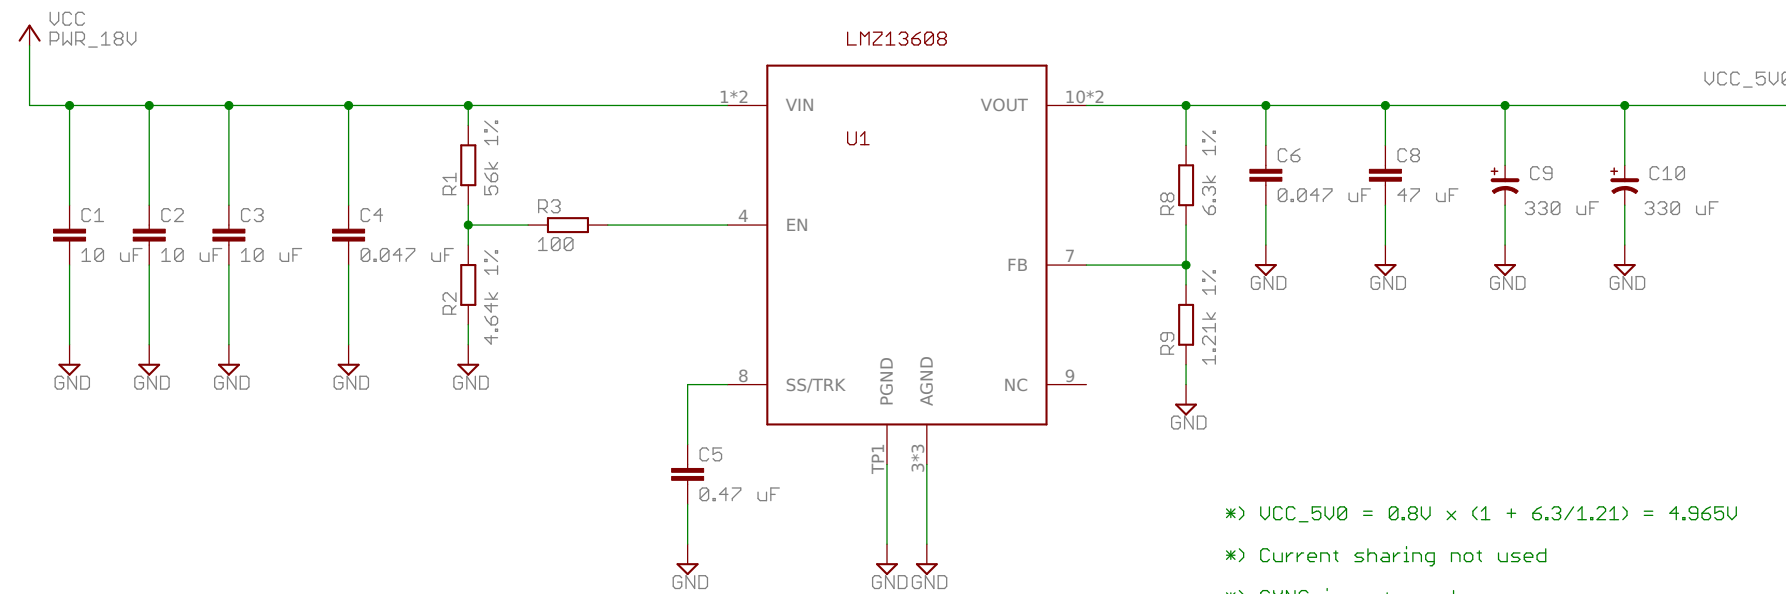 VCC
PWR_18V
LMZ13608
VCC_5V0
1*2
VIN
VOUT
10*2
U1
R1
56k 1%
R8
6.3k 1%
C6
0.047 uF
C8
47 uF
C9
330 uF
C10
330 uF
C1
10 uF
C2
10 uF
C3
10 uF
C4
0.047 uF
R3
100
4
EN
FB
7
R2
4.64k 1%
R9
1.21k 1%
GND
GND
GND
GND
GND
GND
GND
GND
GND
8
SS/TRK
PGND
AGND
NC
9
GND
C5
0.47 uF
TP1
3*3
GND
GND
GND
*) VCC_5V0 = 0.8V x (1 + 6.3/1.21) = 4.965V
*) Current sharing not used